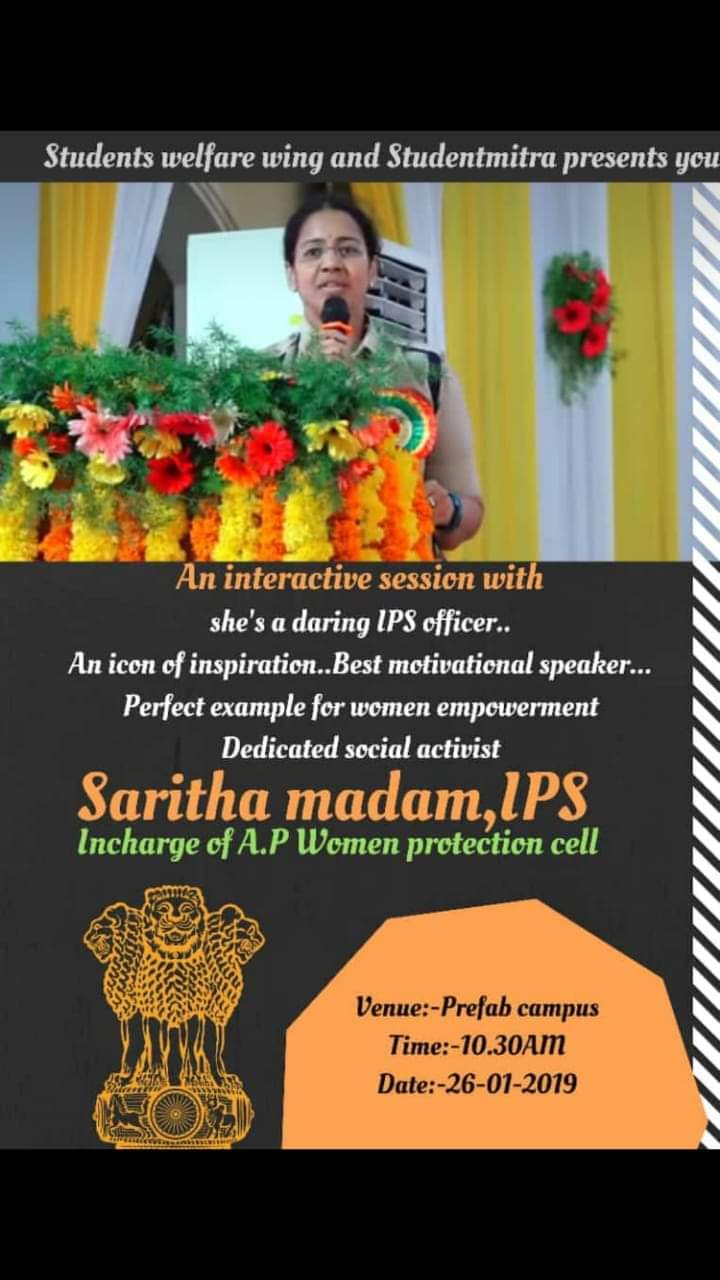 Students welfare wing and Studentmitra presents you
An interactive session with
she's a daring IPS officer..
An icon of inspiration..Best motivational speaker...
Perfect example for women empowerment
Dedicated social activist
Saritha madam,IPS
Incharge of A.P Women protection cell
Venue:-Prefab campus
Time:-10.30AM
Date:-26-01-2019